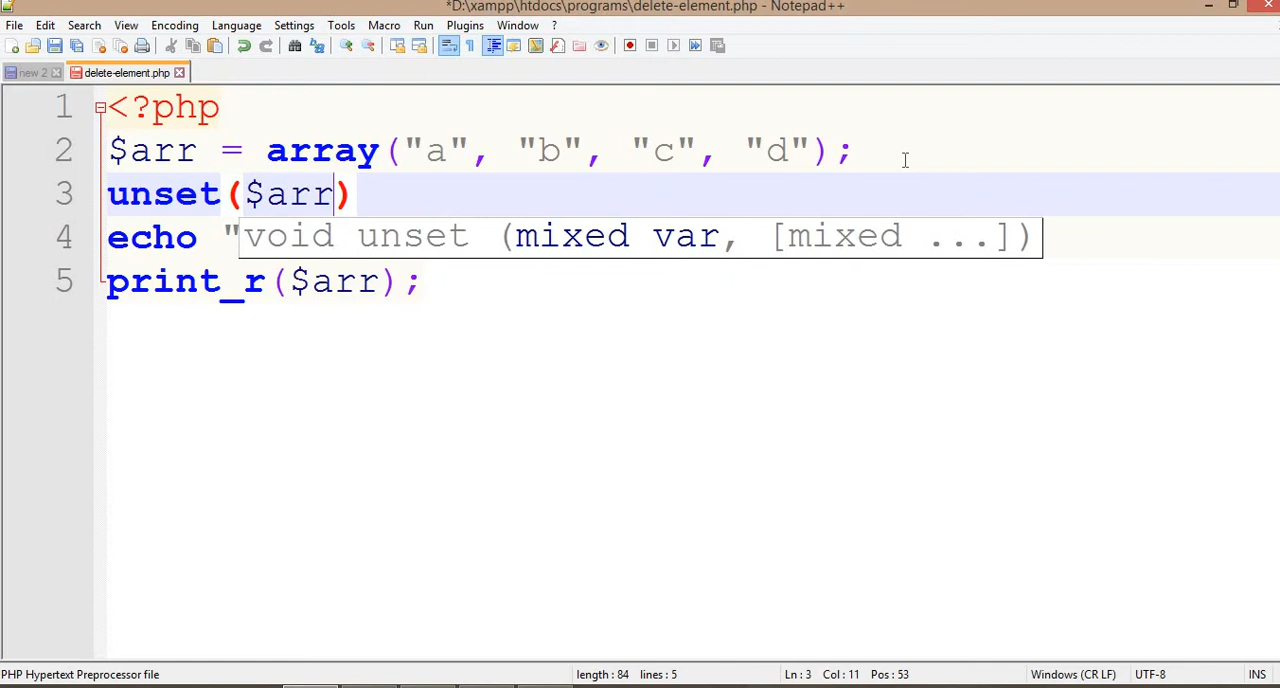 *D:\xampp\htdocs\programs\delete-element.php - Notepad++
File Edit Search View Encoding Language Settings Tools Macro Run Plugins Window ?
new 2 delete-element.php
1 <?php
2 $arr = array("a", "b", "c", "d");
3 unset($arr)
4 echo "void unset (mixed var, [mixed ...])
5 print_r($arr);
PHP Hypertext Preprocessor file length: 84 lines: 5 Ln: 3 Col: 11 Pos: 53 Windows (CR LF) UTF-8 INS